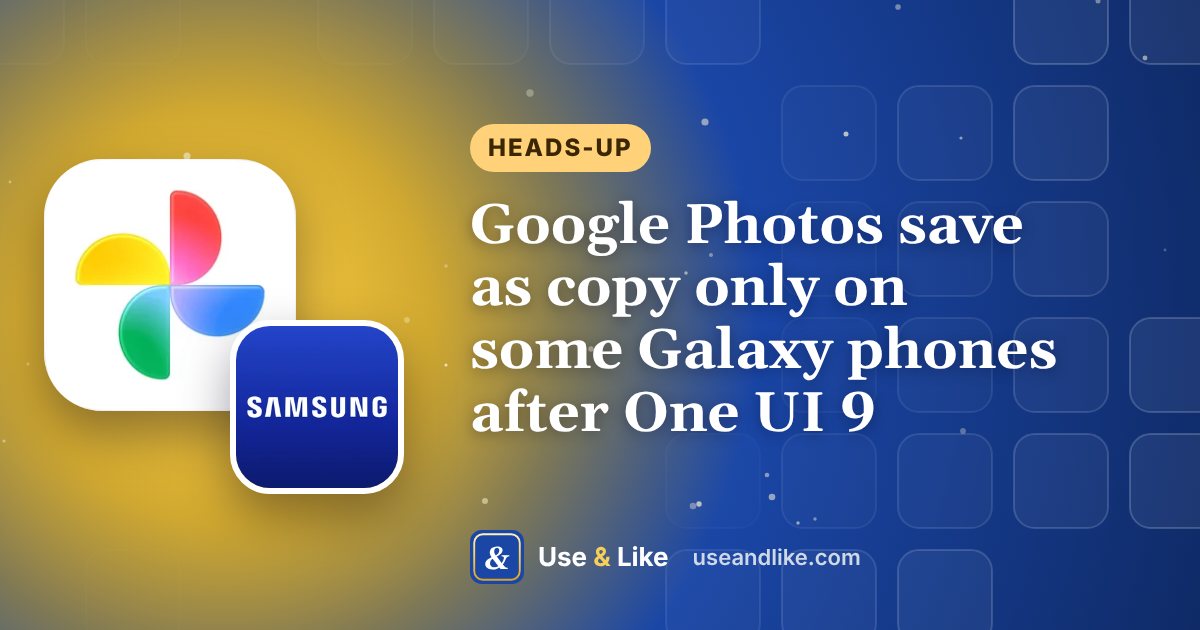 HEADS-UP
Google Photos save
as copy only on
some Galaxy phones
after One UI 9
SAMSUNG
& Use & Like useandlike.com